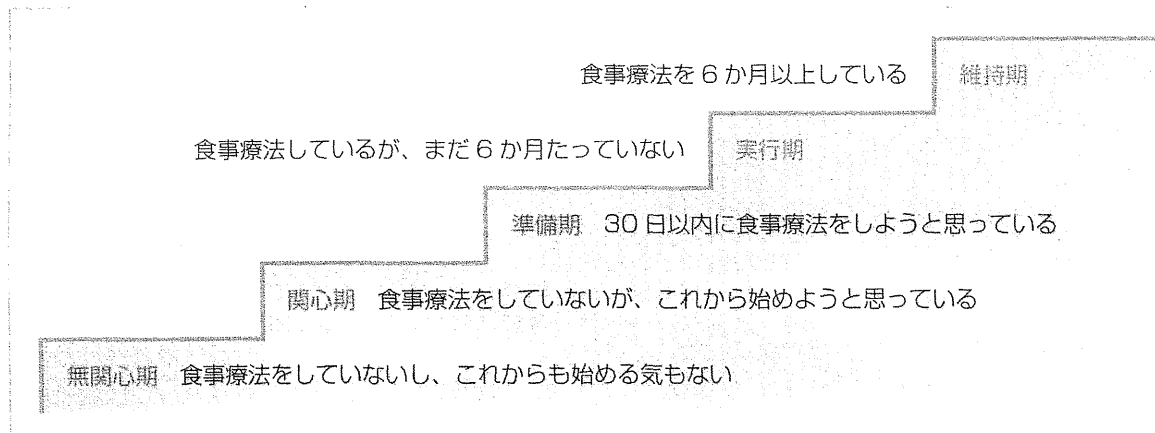 食事療法を6か月以上している 維持期
食事療法しているが、まだ6か月たっていない 実行期
準備期 30日以内に食事療法をしようと思っている
関心期 食事療法をしていないが、これから始めようと思っている
無関心期 食事療法をしていないし、これからも始める気もない